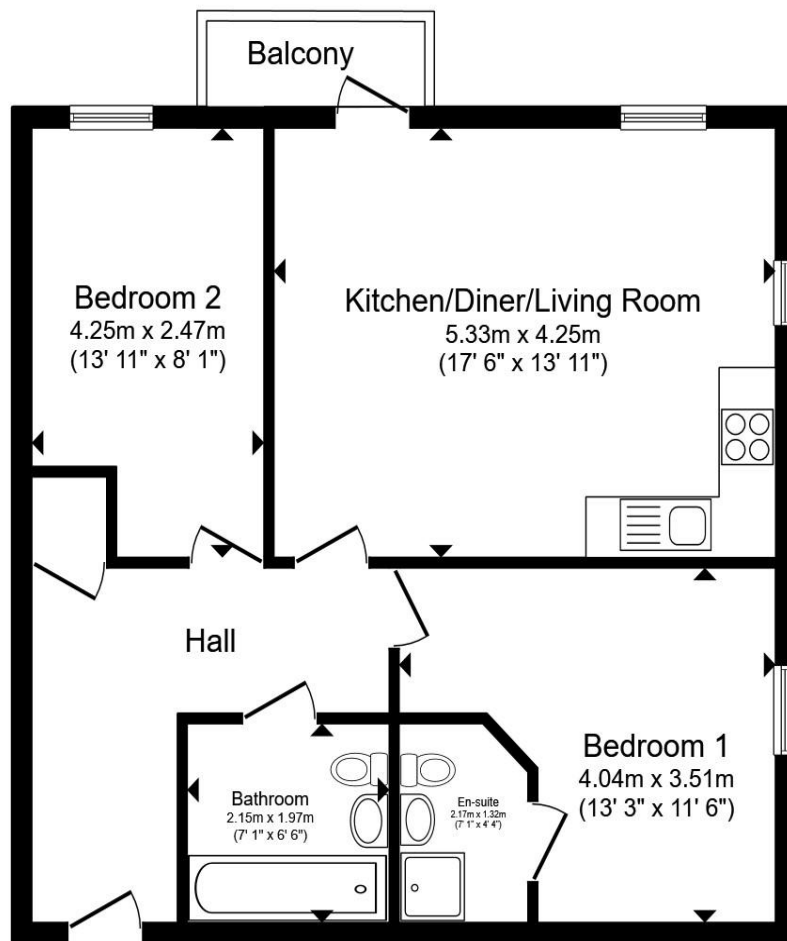 Balcony
Bedroom 2
4.25m x 2.47m
(13' 11" x 8' 1")
Kitchen/Diner/Living Room
5.33m x 4.25m
(17' 6" x 13' 11")
Hall
Bedroom 1
4.04m x 3.51m
(13' 3" x 11' 6")
Bathroom
2.15m x 1.97m
(7' 1" x 6' 6")
En-suite
2.17m x 1.32m
(7' 1" x 4' 4")